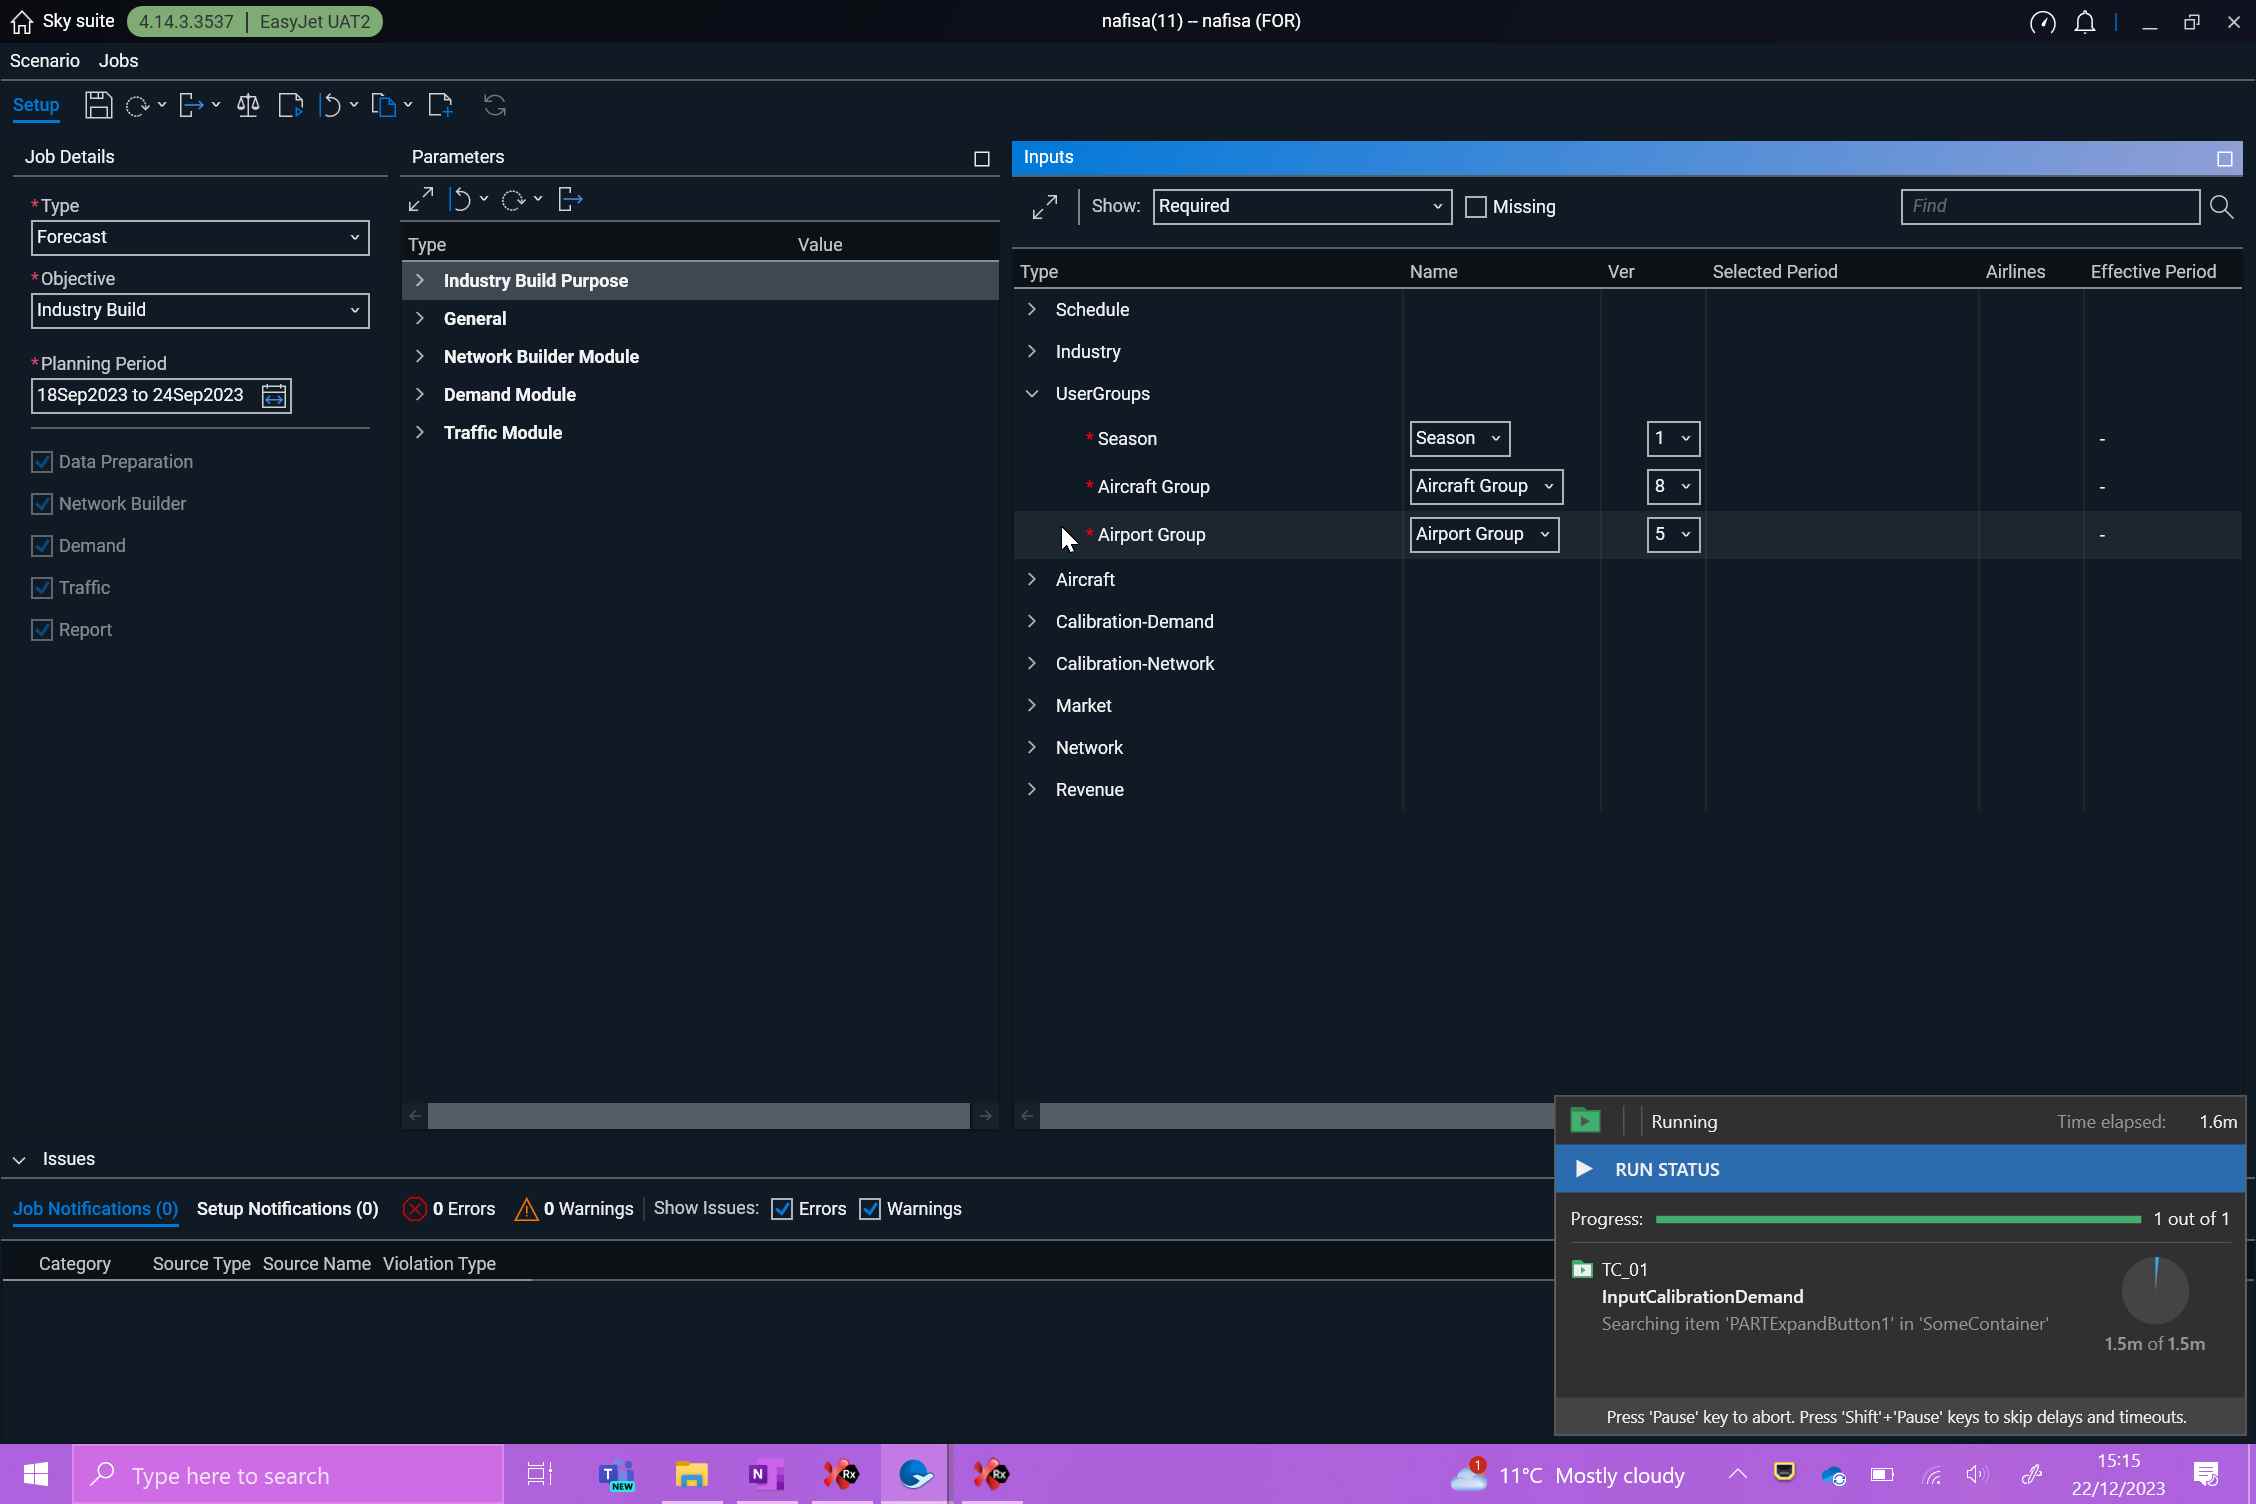 Sky suite 4.14.3.3537 | EasyJet UAT2 nafisa(11) -- nafisa (FOR)
Scenario Jobs
Setup
Job Details
*Type
Forecast
*Objective
Industry Build
*Planning Period
18Sep2023 to 24Sep2023
Data Preparation
Network Builder
Demand
Traffic
Report
Parameters
Type Value
Industry Build Purpose
General
Network Builder Module
Demand Module
Traffic Module
Inputs
Show: Required Missing Find
Type Name Ver Selected Period Airlines Effective Period
Schedule
Industry
UserGroups
* Season Season 1 -
* Aircraft Group Aircraft Group 8 -
* Airport Group Airport Group 5 -
Aircraft
Calibration-Demand
Calibration-Network
Market
Network
Revenue
Issues
Job Notifications (0) Setup Notifications (0) 0 Errors 0 Warnings Show Issues: Errors Warnings
Category Source Type Source Name Violation Type
Running Time elapsed: 1.6m
RUN STATUS
Progress: 1 out of 1
TC_01
InputCalibrationDemand
Searching item 'PARTExpandButton1' in 'SomeContainer'
1.5m of 1.5m
Press 'Pause' key to abort. Press 'Shift'+'Pause' keys to skip delays and timeouts.
Type here to search
T
NEW
N
Rx
Rx
1
11°C Mostly cloudy
15:15
22/12/2023